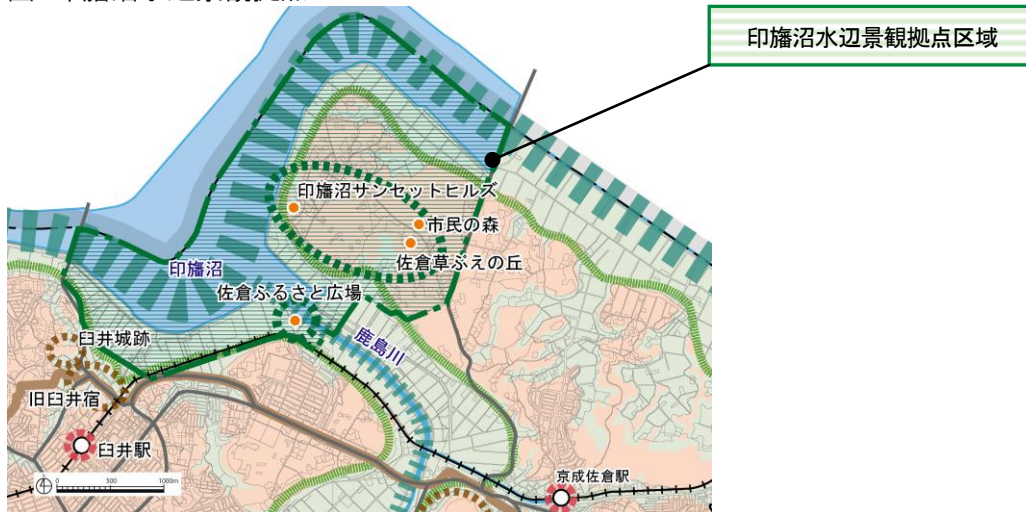 印旛沼水辺景観拠点区域
印旛沼サンセットヒルズ
市民の森
佐倉草ぶえの丘
印旛沼
佐倉ふるさと広場
臼井城跡
鹿島川
旧臼井宿
臼井駅
京成佐倉駅
0 500 1000m